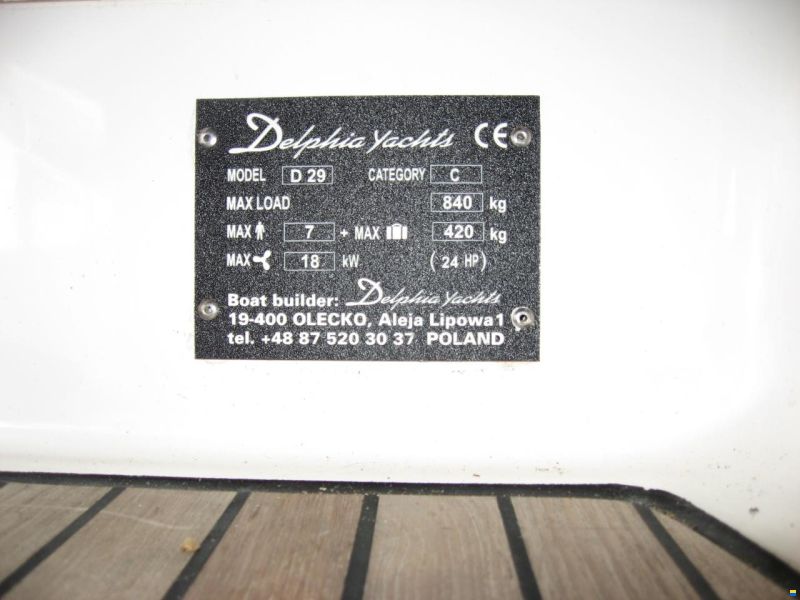 Delphia Yachts CE
MODEL D 29 CATEGORY C
MAX LOAD 840 kg
MAX 7 + MAX 420 kg
MAX 18 kW (24 HP)
Boat builder: Delphia Yachts
19-400 OLECKO, Aleja Lipowa 1
tel. +48 87 520 30 37 POLAND